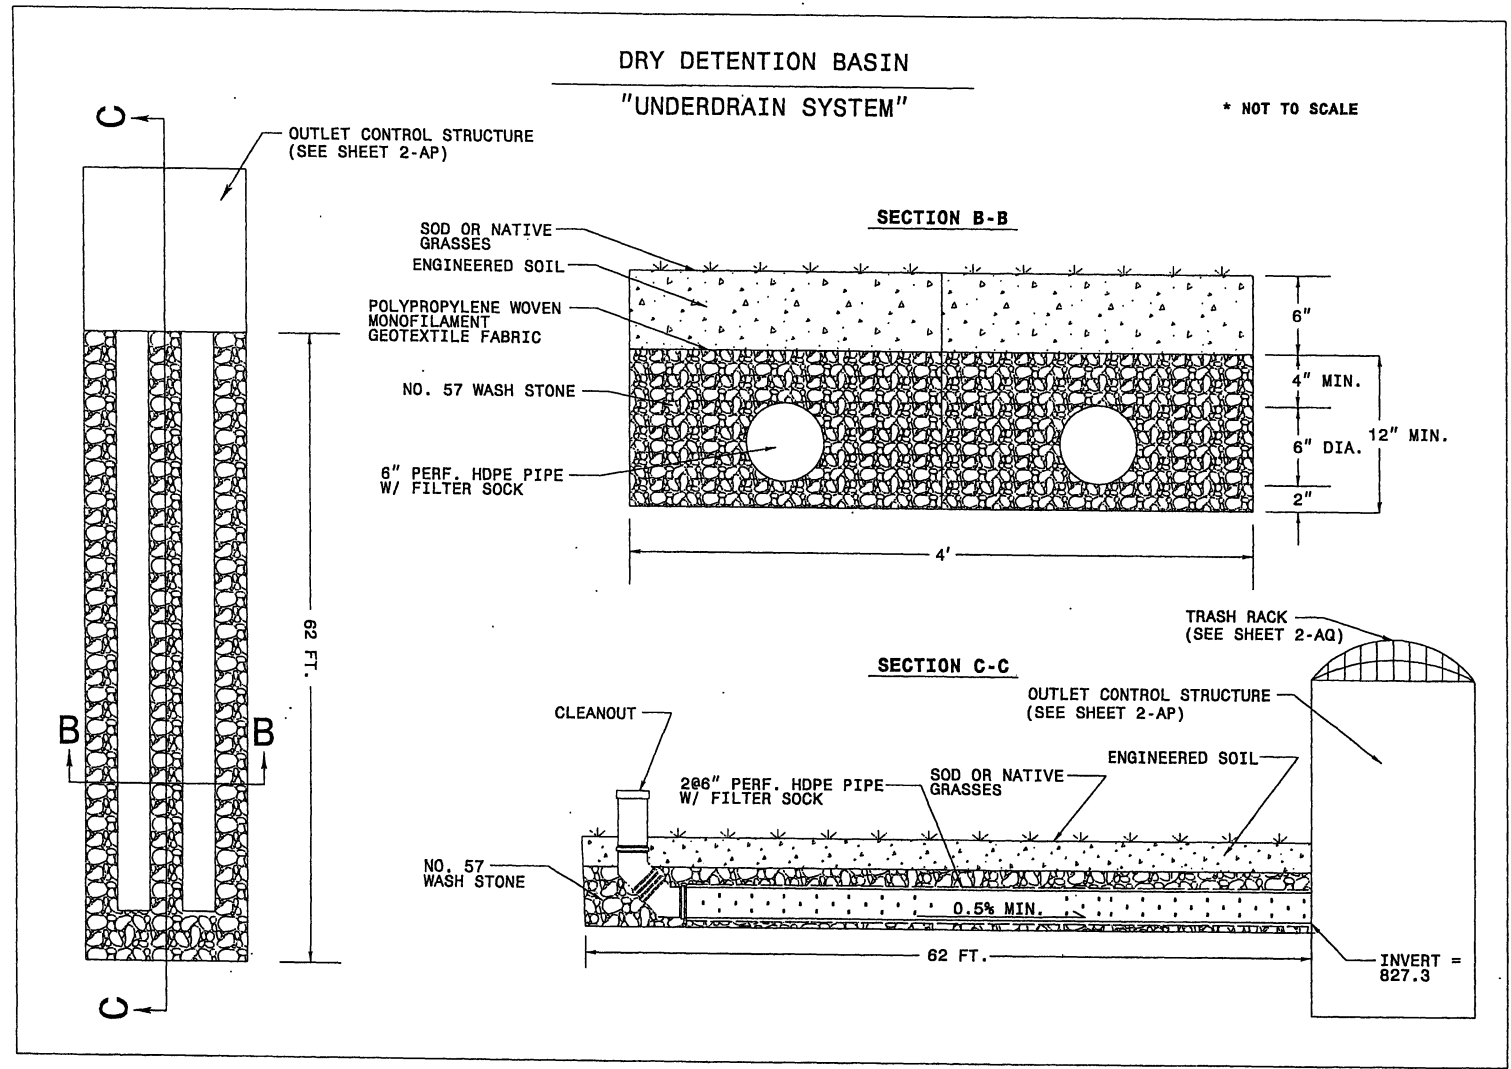 DRY DETENTION BASIN
"UNDERDRAIN SYSTEM"
* NOT TO SCALE
C
OUTLET CONTROL STRUCTURE
(SEE SHEET 2-AP)
62 FT.
B
B
C
SECTION B-B
SOD OR NATIVE
GRASSES
ENGINEERED SOIL
POLYPROPYLENE WOVEN
MONOFILAMENT
GEOTEXTILE FABRIC
NO. 57 WASH STONE
6" PERF. HDPE PIPE
W/ FILTER SOCK
6"
4" MIN.
12" MIN.
6" DIA.
2"
4'
SECTION C-C
TRASH RACK
(SEE SHEET 2-AQ)
OUTLET CONTROL STRUCTURE
(SEE SHEET 2-AP)
CLEANOUT
ENGINEERED SOIL
SOD OR NATIVE
GRASSES
2@6" PERF. HDPE PIPE
W/ FILTER SOCK
NO. 57
WASH STONE
0.5% MIN.
62 FT.
INVERT =
827.3